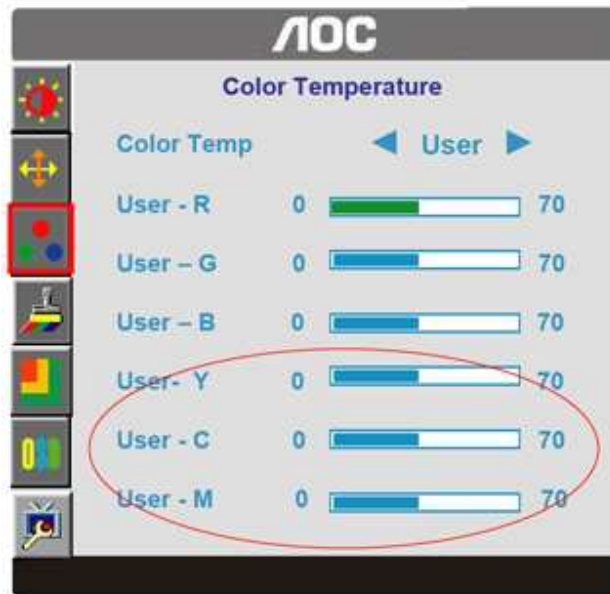 AOC
Color Temperature
Color Temp User
User - R 0 70
User – G 0 70
User – B 0 70
User- Y 0 70
User - C 0 70
User - M 0 70